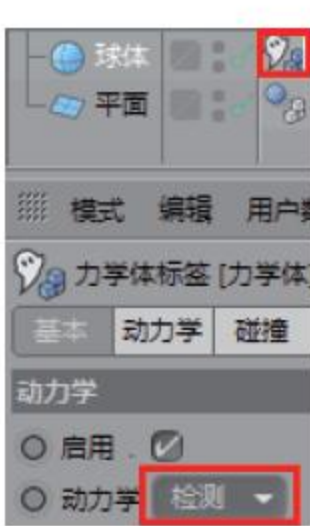 球体
平面
模式 编辑 用户数
力学体标签 [力学体]
基本 动力学 碰撞
动力学
启用
动力学 检测